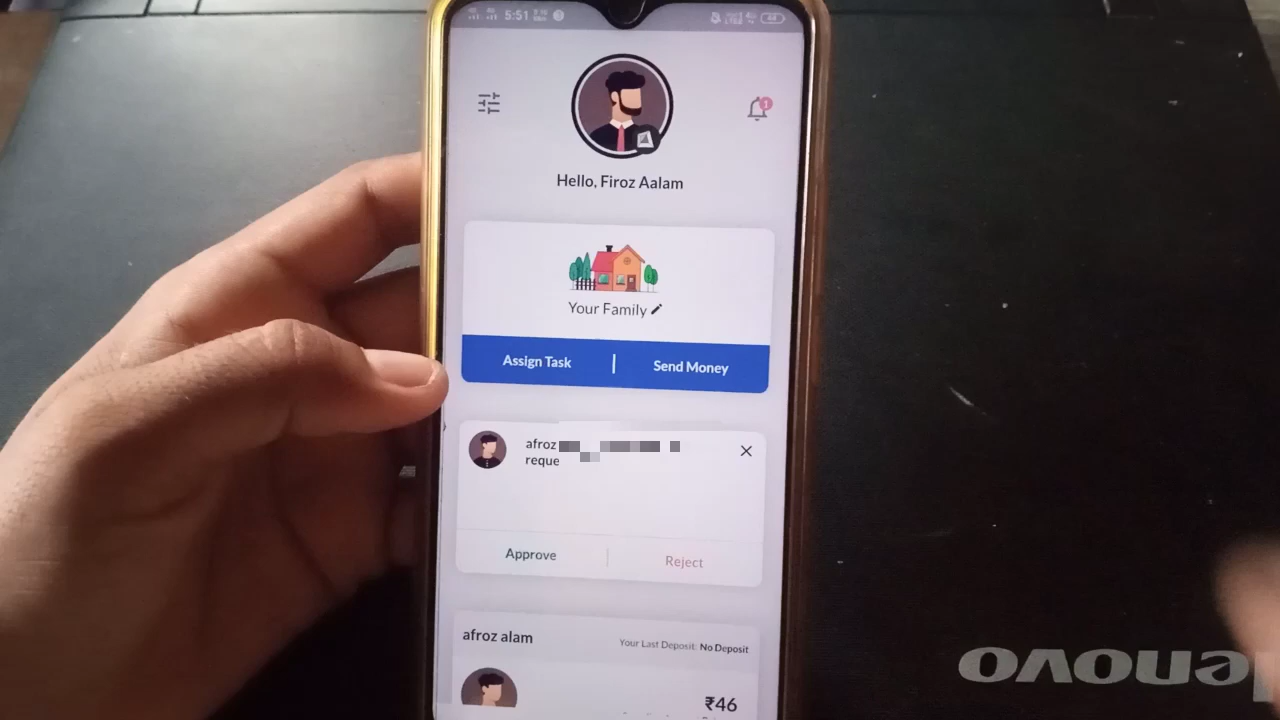 5:51
Hello, Firoz Aalam
Your Family
Assign Task | Send Money
afroz
reque
Approve
Reject
afroz alam
Your Last Deposit: No Deposit
₹46
lenovo